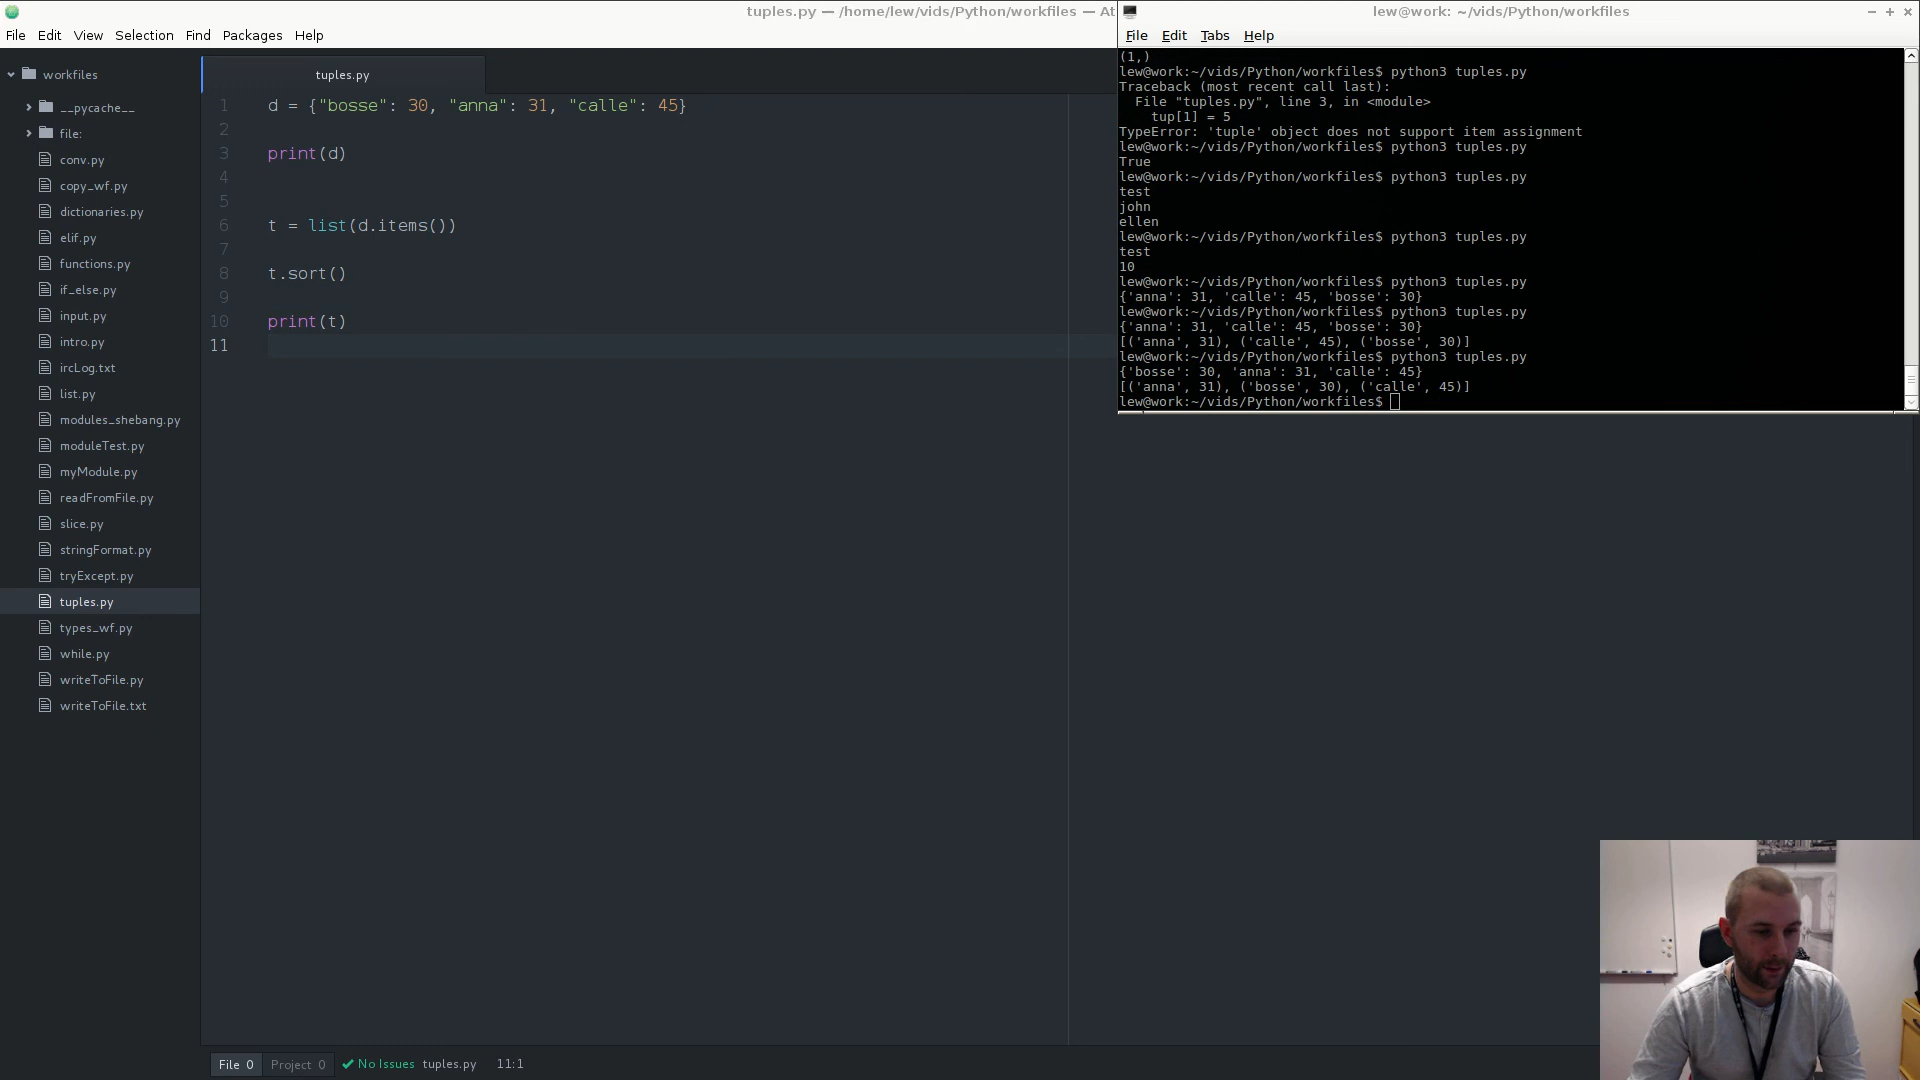 tuples.py — /home/lew/vids/Python/workfiles — At
File Edit View Selection Find Packages Help
workfiles
__pycache__
file:
conv.py
copy_wf.py
dictionaries.py
elif.py
functions.py
if_else.py
input.py
intro.py
ircLog.txt
list.py
modules_shebang.py
moduleTest.py
myModule.py
readFromFile.py
slice.py
stringFormat.py
tryExcept.py
tuples.py
types_wf.py
while.py
writeToFile.py
writeToFile.txt
tuples.py
1 d = {"bosse": 30, "anna": 31, "calle": 45}
2
3 print(d)
4
5
6 t = list(d.items())
7
8 t.sort()
9
10 print(t)
11
File 0 Project 0 No Issues tuples.py 11:1
lew@work: ~/vids/Python/workfiles
File Edit Tabs Help
(1,)
lew@work:~/vids/Python/workfiles$ python3 tuples.py
Traceback (most recent call last):
File "tuples.py", line 3, in <module>
tup[1] = 5
TypeError: 'tuple' object does not support item assignment
lew@work:~/vids/Python/workfiles$ python3 tuples.py
True
lew@work:~/vids/Python/workfiles$ python3 tuples.py
test
john
ellen
lew@work:~/vids/Python/workfiles$ python3 tuples.py
test
10
lew@work:~/vids/Python/workfiles$ python3 tuples.py
{'anna': 31, 'calle': 45, 'bosse': 30}
lew@work:~/vids/Python/workfiles$ python3 tuples.py
{'anna': 31, 'calle': 45, 'bosse': 30}
[('anna', 31), ('calle', 45), ('bosse', 30)]
lew@work:~/vids/Python/workfiles$ python3 tuples.py
{'bosse': 30, 'anna': 31, 'calle': 45}
[('anna', 31), ('bosse', 30), ('calle', 45)]
lew@work:~/vids/Python/workfiles$